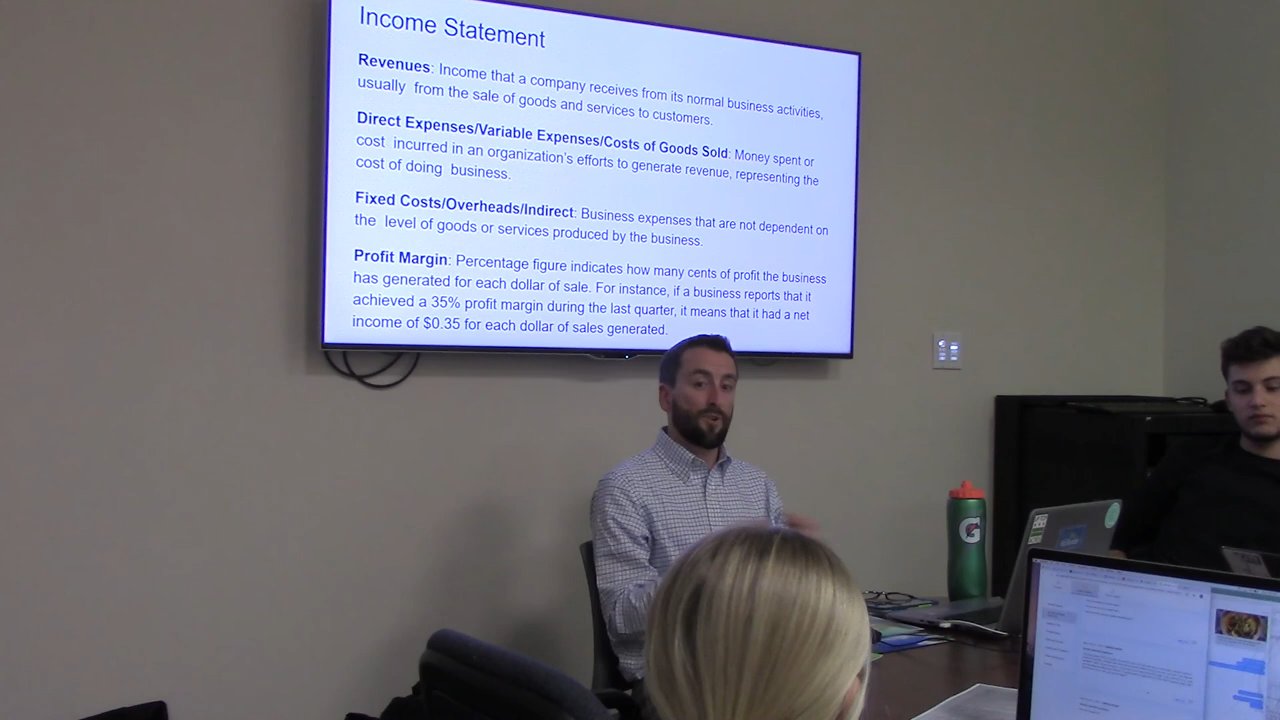 Income Statement
Revenues: Income that a company receives from its normal business activities,
usually from the sale of goods and services to customers.
Direct Expenses/Variable Expenses/Costs of Goods Sold: Money spent or
cost incurred in an organization's efforts to generate revenue, representing the
cost of doing business.
Fixed Costs/Overheads/Indirect: Business expenses that are not dependent on
the level of goods or services produced by the business.
Profit Margin: Percentage figure indicates how many cents of profit the business
has generated for each dollar of sale. For instance, if a business reports that it
achieved a 35% profit margin during the last quarter, it means that it had a net
income of $0.35 for each dollar of sales generated.
G